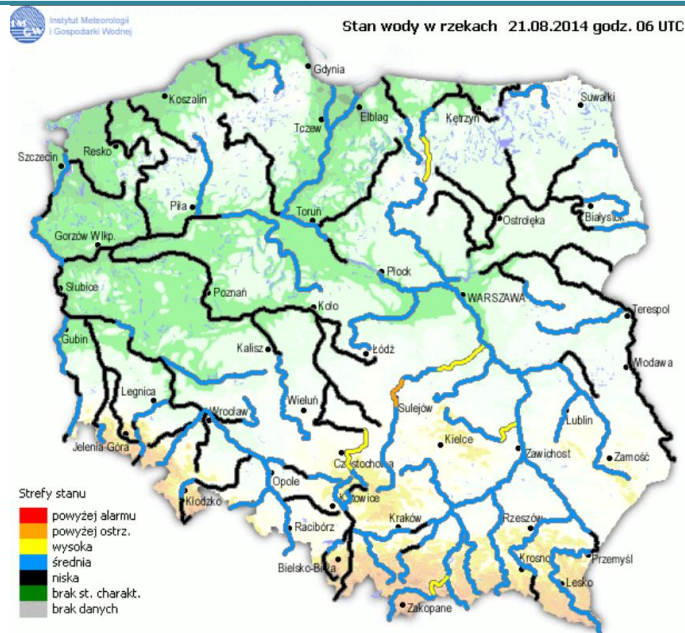 Instytut Meteorologii
i Gospodarki Wodnej
IMGW
Stan wody w rzekach 21.08.2014 godz. 06 UTC
Gdynia
Koszalin
Suwałki
Tczew
Elbląg
Kętrzyn
Resko
Szczecin
Piła
Toruń
Ostrołęka
Białystok
Gorzów Wlkp.
Płock
Słubice
Poznań
Koło
WARSZAWA
Terespol
Gubin
Kalisz
Łódź
Włodawa
Legnica
Wieluń
Sulejów
Wrocław
Lublin
Jelenia-Góra
Kielce
Częstochowa
Zawichost
Zamość
Opole
Kłodzko
Katowice
Racibórz
Kraków
Rzeszów
Bielsko-Biała
Krosno
Przemyśl
Lesko
Zakopane
Strefy stanu
powyżej alarmu
powyżej ostrz.
wysoka
średnia
niska
brak st. charakt.
brak danych